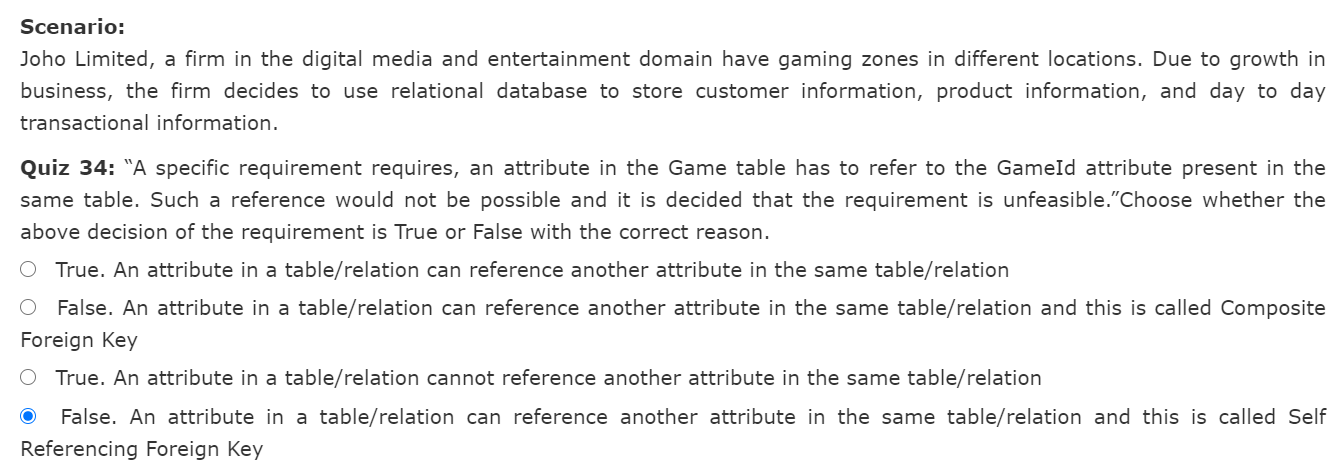 Scenario:
Joho Limited, a firm in the digital media and entertainment domain have gaming zones in different locations. Due to growth in
business, the firm decides to use relational database to store customer information, product information, and day to day
transactional information.
Quiz 34: “A specific requirement requires, an attribute in the Game table has to refer to the GameId attribute present in the
same table. Such a reference would not be possible and it is decided that the requirement is unfeasible.”Choose whether the
above decision of the requirement is True or False with the correct reason.
True. An attribute in a table/relation can reference another attribute in the same table/relation
False. An attribute in a table/relation can reference another attribute in the same table/relation and this is called Composite
Foreign Key
True. An attribute in a table/relation cannot reference another attribute in the same table/relation
False. An attribute in a table/relation can reference another attribute in the same table/relation and this is called Self
Referencing Foreign Key